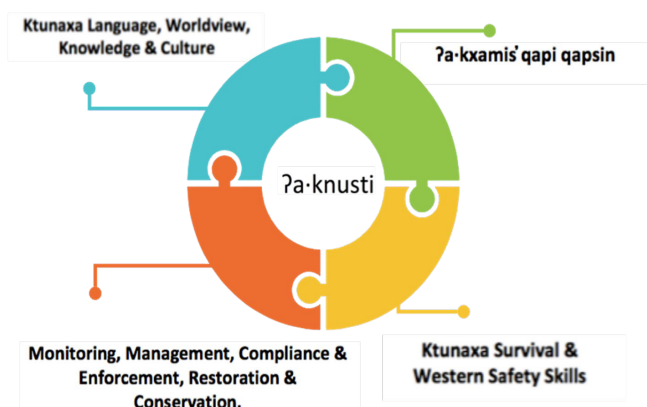 Ktunaxa Language, Worldview,
Knowledge & Culture
ʔa·kxamis̓ qapi qapsin
ʔa·knusti
Monitoring, Management, Compliance &
Enforcement, Restoration &
Conservation.
Ktunaxa Survival &
Western Safety Skills